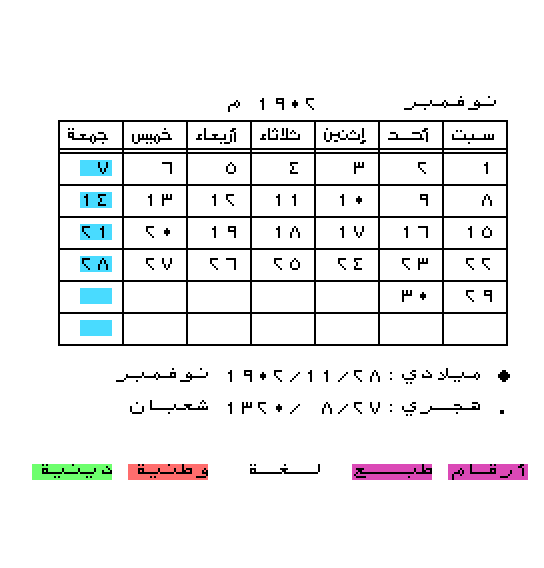 نوفمبر ١٩٠٢ م
سبت أحد إثنين ثلاثاء أربعاء خميس جمعة
١ ٢ ٣ ٤ ٥ ٦ ٧
٨ ٩ ١٠ ١١ ١٢ ١٣ ١٤
١٥ ١٦ ١٧ ١٨ ١٩ ٢٠ ٢١
٢٢ ٢٣ ٢٤ ٢٥ ٢٦ ٢٧ ٢٨
٢٩ ٣٠
ميلادي: ١٩٠٢/١١/٢٨ نوفمبر
هجري: ١٣٢٠/ ٨/٢٧ شعبان
أرقام طبع لغة وطنية دينية